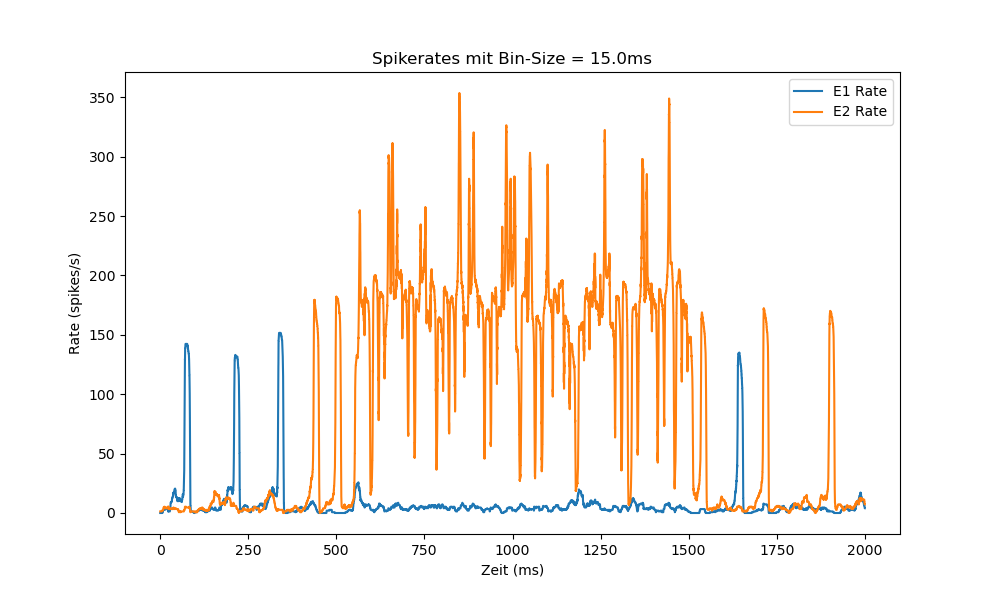 Spikerates mit Bin-Size = 15.0ms
E1 Rate
E2 Rate
350
300
250
200
150
100
50
0
Rate (spikes/s)
0 250 500 750 1000 1250 1500 1750 2000
Zeit (ms)